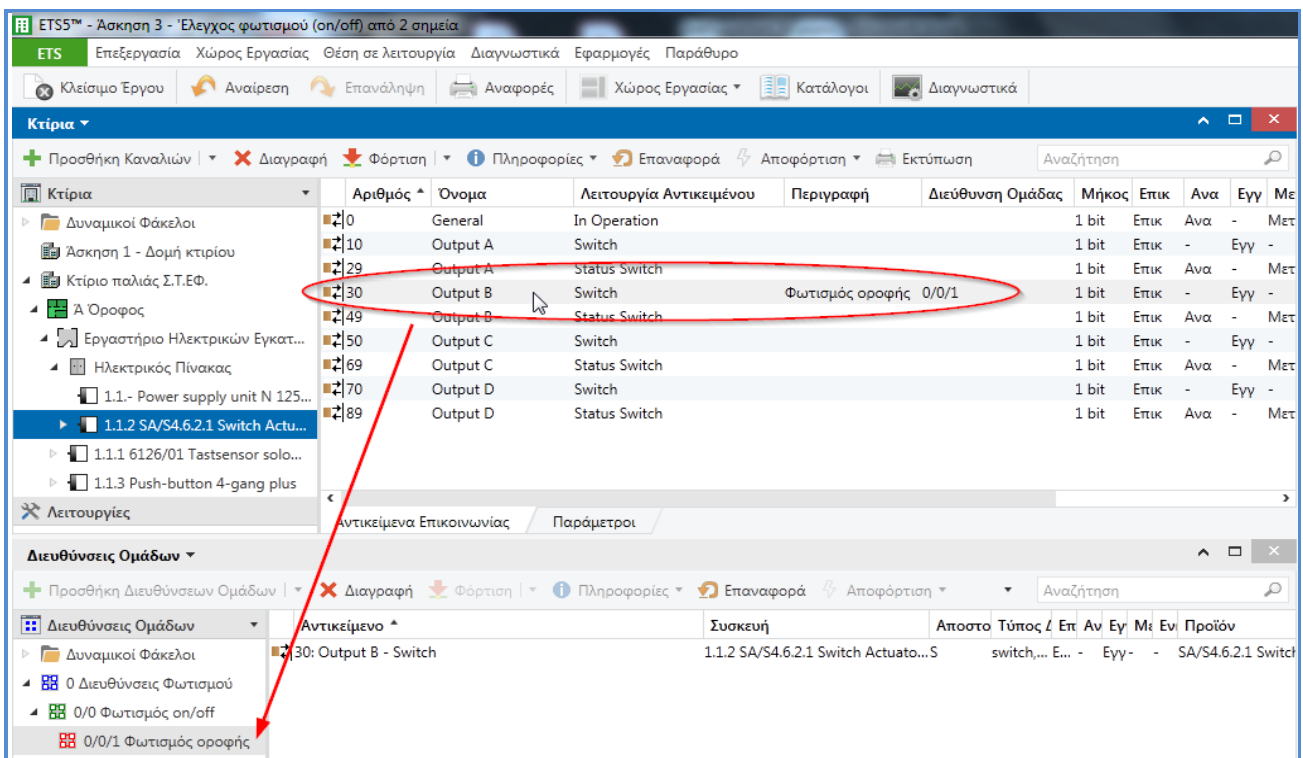 ETS5™ - Άσκηση 3 - 'Ελεγχος φωτισμού (on/off) από 2 σημεία
ETS Επεξεργασία Χώρος Εργασίας Θέση σε λειτουργία Διαγνωστικά Εφαρμογές Παράθυρο
Κλείσιμο Έργου Αναίρεση Επανάληψη Αναφορές Χώρος Εργασίας Κατάλογοι Διαγνωστικά
Κτίρια
Προσθήκη Καναλιών Διαγραφή Φόρτιση Πληροφορίες Επαναφορά Αποφόρτιση Εκτύπωση Αναζήτηση
Κτίρια
Δυναμικοί Φάκελοι
Άσκηση 1 - Δομή κτιρίου
Κτίριο παλιάς Σ.Τ.ΕΦ.
Ά Όροφος
Εργαστήριο Ηλεκτρικών Εγκατ...
Ηλεκτρικός Πίνακας
1.1.- Power supply unit N 125...
1.1.2 SA/S4.6.2.1 Switch Actu...
1.1.1 6126/01 Tastsensor solo...
1.1.3 Push-button 4-gang plus
Λειτουργίες
Αριθμός Όνομα Λειτουργία Αντικειμένου Περιγραφή Διεύθυνση Ομάδας Μήκος Επικ Ανα Εγγ Με
0 General In Operation 1 bit Επικ Ανα - Μετ
10 Output A Switch 1 bit Επικ - Εγγ -
29 Output A Status Switch 1 bit Επικ Ανα - Μετ
30 Output B Switch Φωτισμός οροφής 0/0/1 1 bit Επικ - Εγγ -
49 Output B Status Switch 1 bit Επικ Ανα - Μετ
50 Output C Switch 1 bit Επικ - Εγγ -
69 Output C Status Switch 1 bit Επικ Ανα - Μετ
70 Output D Switch 1 bit Επικ - Εγγ -
89 Output D Status Switch 1 bit Επικ Ανα - Μετ
Αντικείμενα Επικοινωνίας Παράμετροι
Διευθύνσεις Ομάδων
Προσθήκη Διευθύνσεων Ομάδων Διαγραφή Φόρτιση Πληροφορίες Επαναφορά Αποφόρτιση Αναζήτηση
Διευθύνσεις Ομάδων
Δυναμικοί Φάκελοι
0 Διευθύνσεις Φωτισμού
0/0 Φωτισμός on/off
0/0/1 Φωτισμός οροφής
Αντικείμενο Συσκευή Αποστο Τύπος Δ Επ Αν Εγ Με Εν Προϊόν
30: Output B - Switch 1.1.2 SA/S4.6.2.1 Switch Actuato... S switch,... Ε... - Εγγ - - SA/S4.6.2.1 Switch